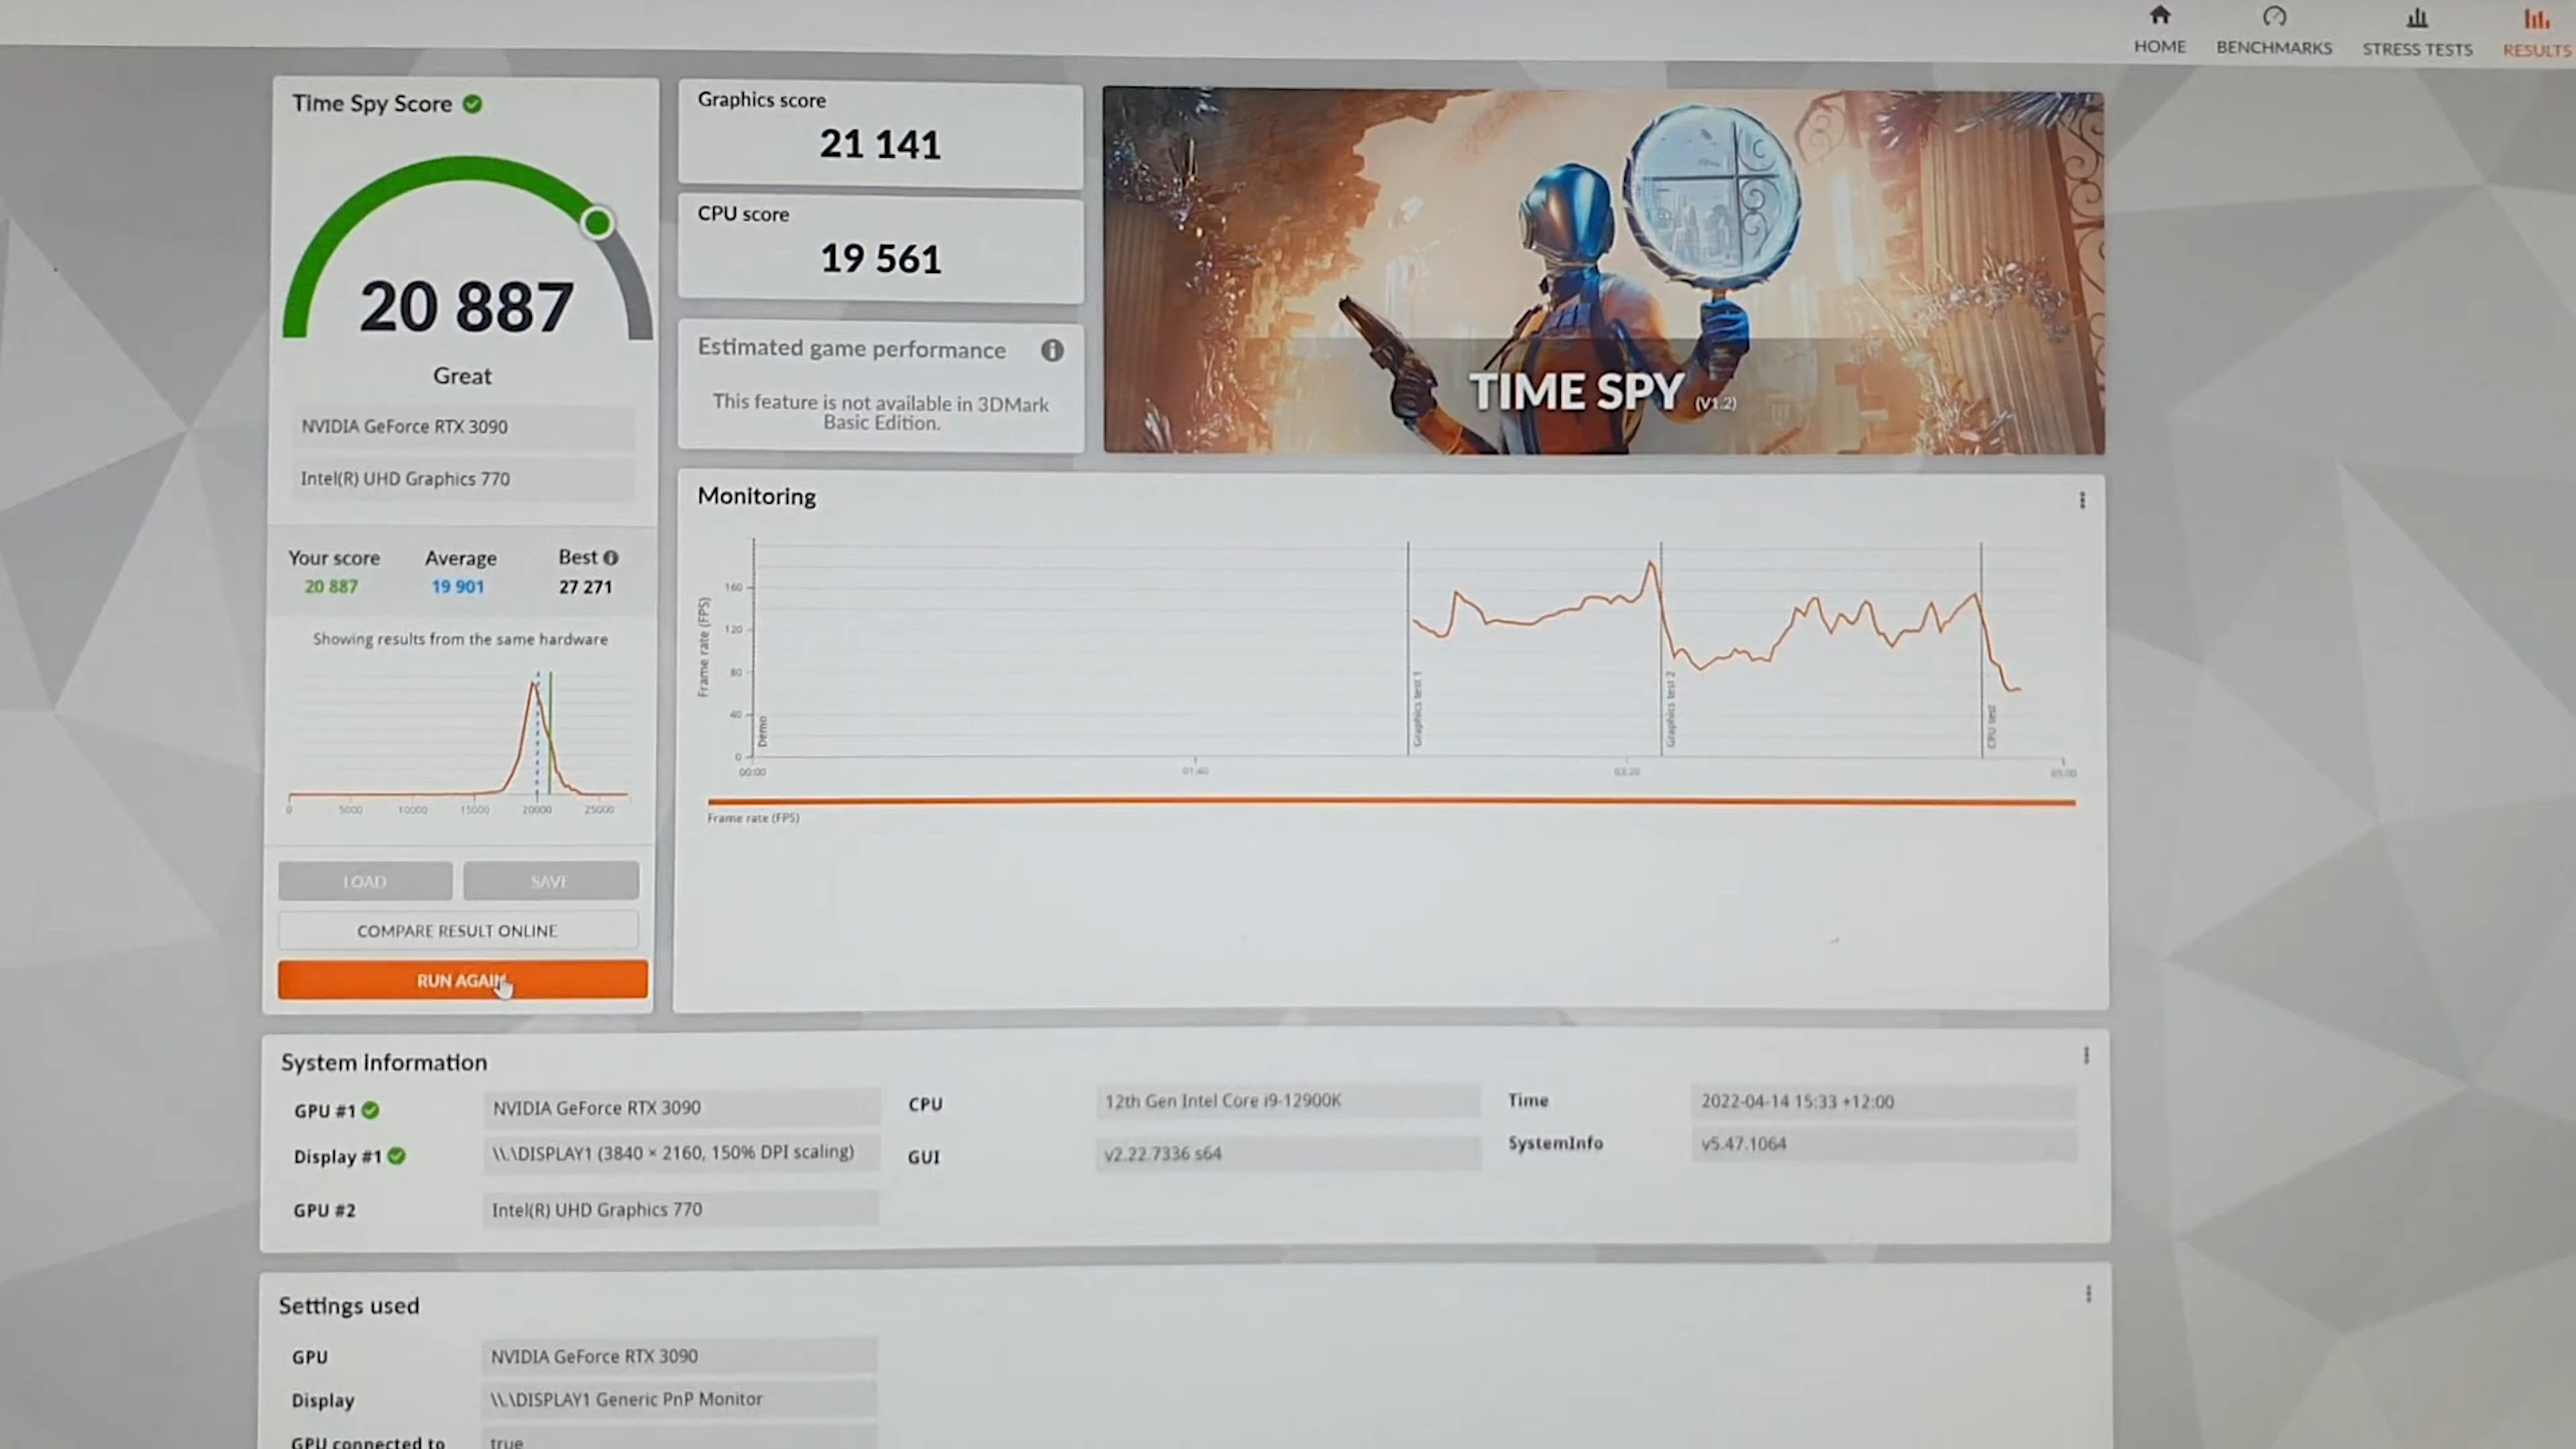 HOME
BENCHMARKS
STRESS TESTS
RESULTS
Time Spy Score
20 887
Great
NVIDIA GeForce RTX 3090
Intel(R) UHD Graphics 770
Your score
Average
Best
20 887
19 901
27 271
Showing results from the same hardware
0
5000
10000
15000
20000
25000
LOAD
SAVE
COMPARE RESULT ONLINE
RUN AGAIN
Graphics score
21 141
CPU score
19 561
Estimated game performance
This feature is not available in 3DMark
Basic Edition.
TIME SPY (V1.2)
Monitoring
Frame rate (FPS)
160
120
80
40
0
Demo
Graphics test 1
Graphics test 2
CPU test
00:00
01:40
03:20
05:00
Frame rate (FPS)
System Information
GPU #1
NVIDIA GeForce RTX 3090
CPU
12th Gen Intel Core i9-12900K
Time
2022-04-14 15:33 +12:00
Display #1
\\.\DISPLAY1 (3840 × 2160, 150% DPI scaling)
GUI
v2.22.7336 s64
SystemInfo
v5.47.1064
GPU #2
Intel(R) UHD Graphics 770
Settings used
GPU
NVIDIA GeForce RTX 3090
Display
\\.\DISPLAY1 Generic PnP Monitor
GPU connected to
true